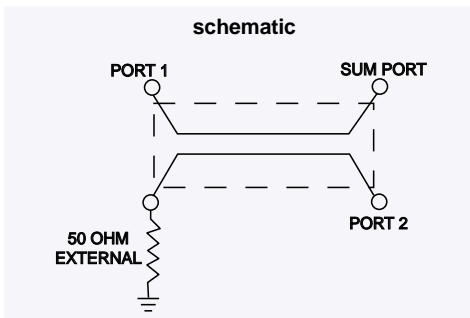 schematic
PORT 1
SUM PORT
PORT 2
50 OHM
EXTERNAL